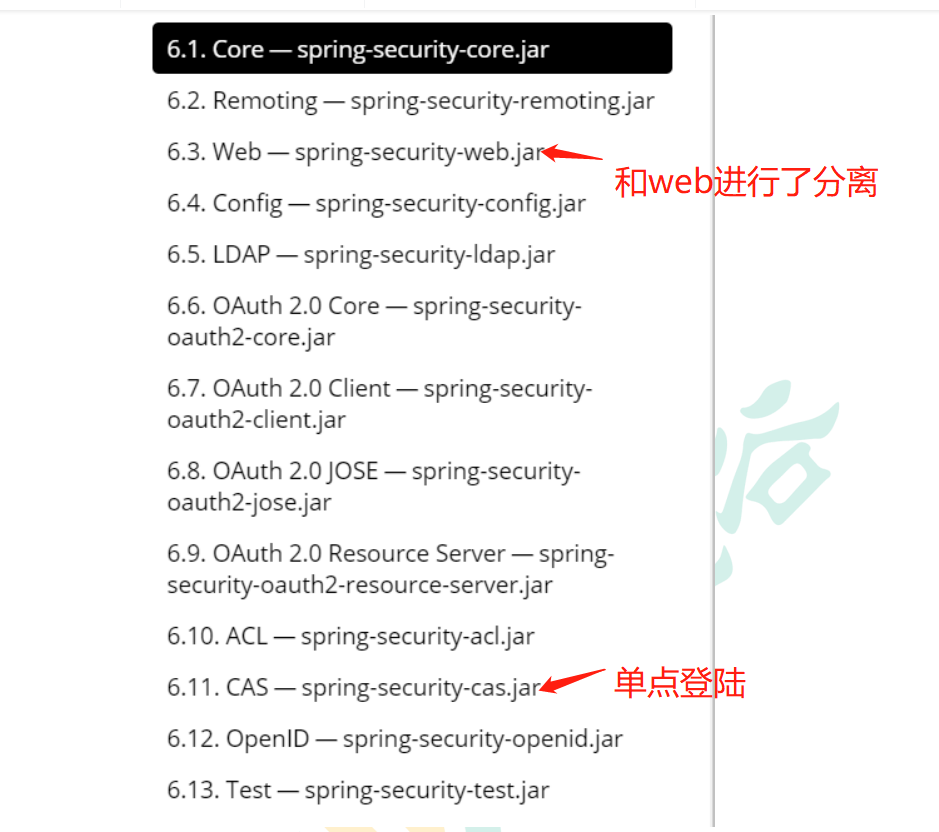 6.1. Core — spring-security-core.jar
6.2. Remoting — spring-security-remoting.jar
6.3. Web — spring-security-web.jar
和web进行了分离
6.4. Config — spring-security-config.jar
6.5. LDAP — spring-security-ldap.jar
6.6. OAuth 2.0 Core — spring-security-
oauth2-core.jar
6.7. OAuth 2.0 Client — spring-security-
oauth2-client.jar
6.8. OAuth 2.0 JOSE — spring-security-
oauth2-jose.jar
6.9. OAuth 2.0 Resource Server — spring-
security-oauth2-resource-server.jar
6.10. ACL — spring-security-acl.jar
6.11. CAS — spring-security-cas.jar
单点登陆
6.12. OpenID — spring-security-openid.jar
6.13. Test — spring-security-test.jar
谷